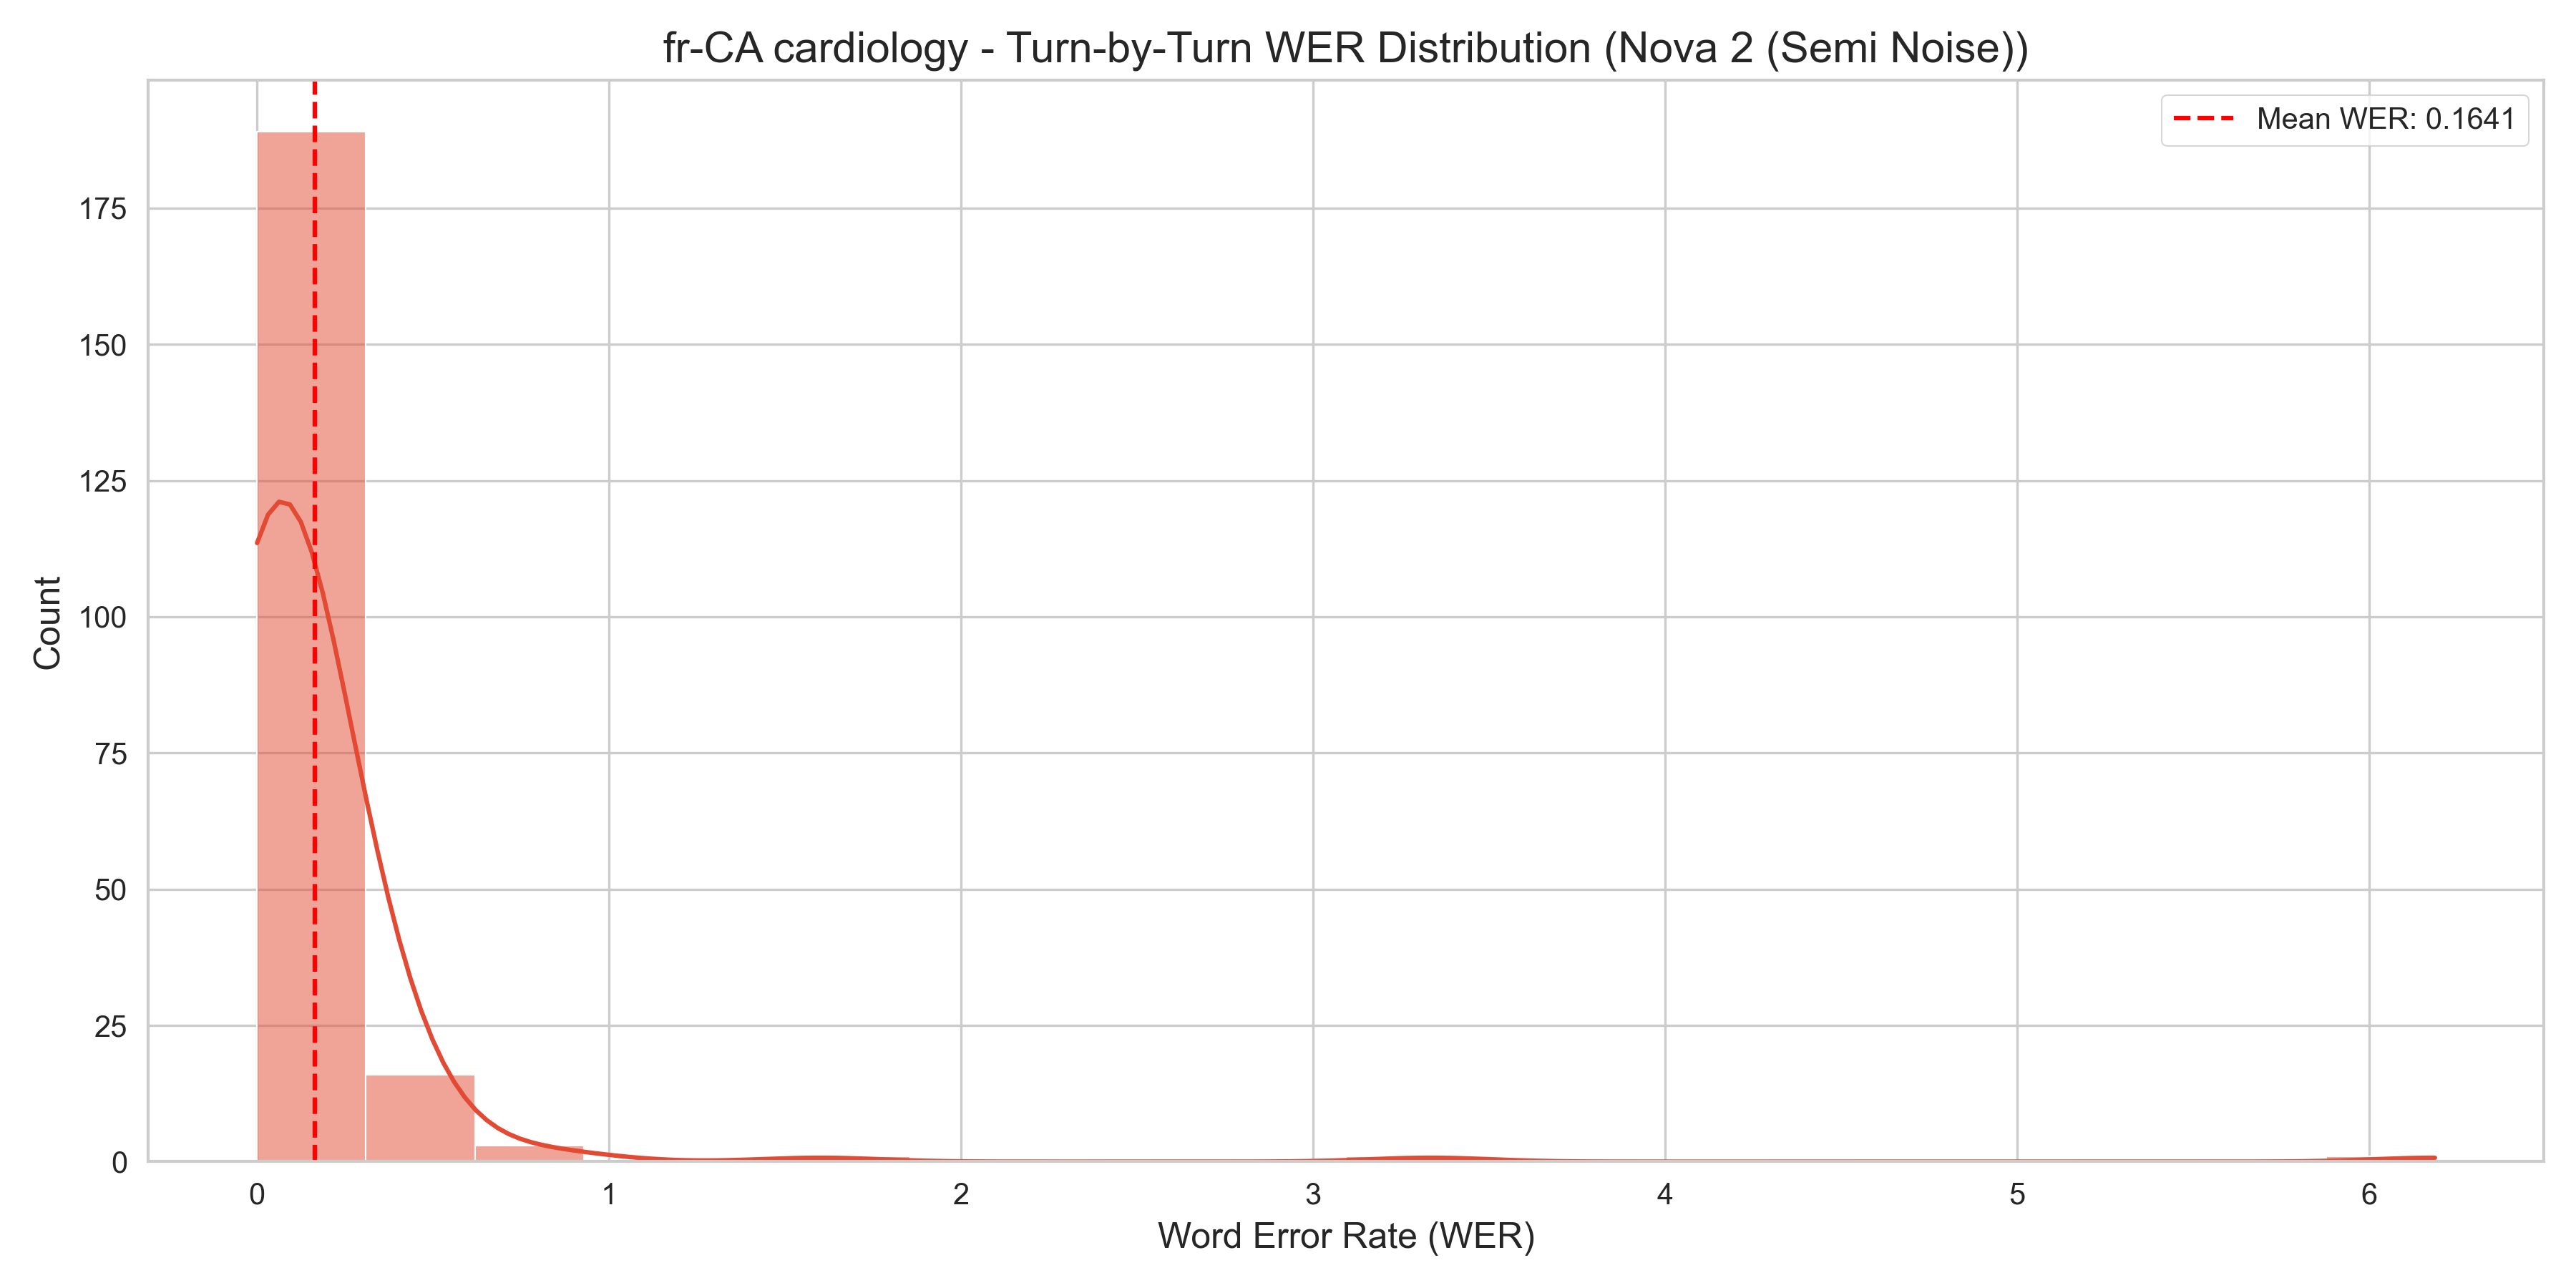 fr-CA cardiology - Turn-by-Turn WER Distribution (Nova 2 (Semi Noise))
Mean WER: 0.1641
175
150
125
100
75
50
25
0
Count
0 1 2 3 4 5 6
Word Error Rate (WER)